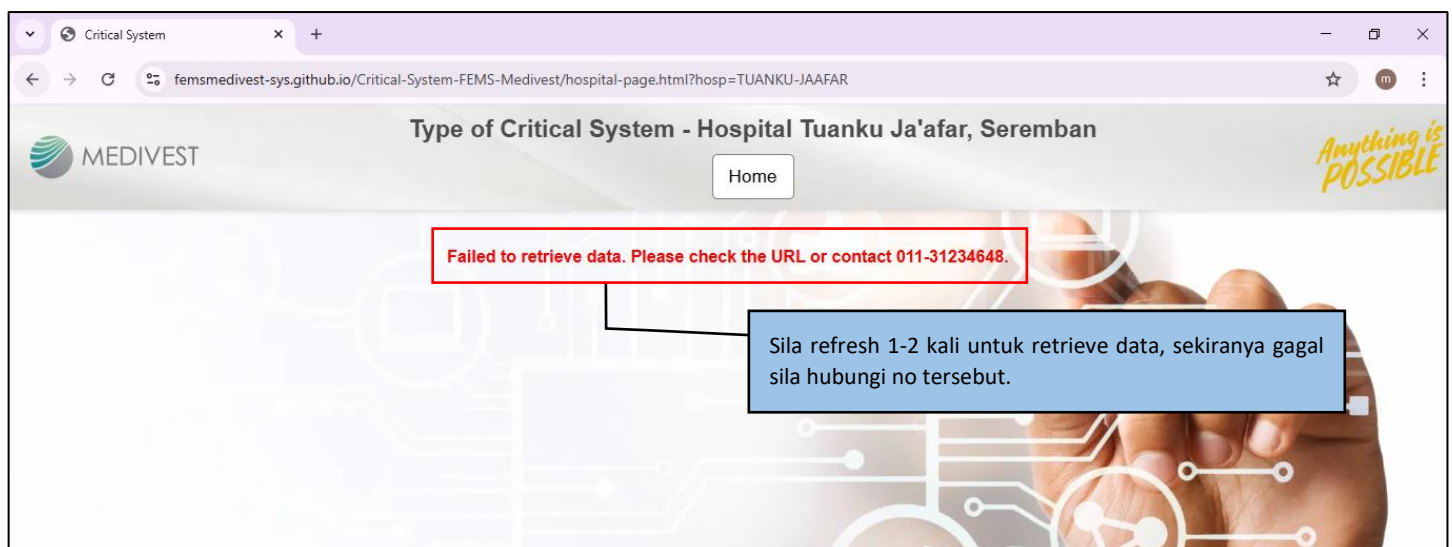 Critical System
femsmedivest-sys.github.io/Critical-System-FEMS-Medivest/hospital-page.html?hosp=TUANKU-JAAFAR
m
MEDIVEST
Type of Critical System - Hospital Tuanku Ja'afar, Seremban
Home
Anything is
POSSIBLE
Failed to retrieve data. Please check the URL or contact 011-31234648.
Sila refresh 1-2 kali untuk retrieve data, sekiranya gagal
sila hubungi no tersebut.